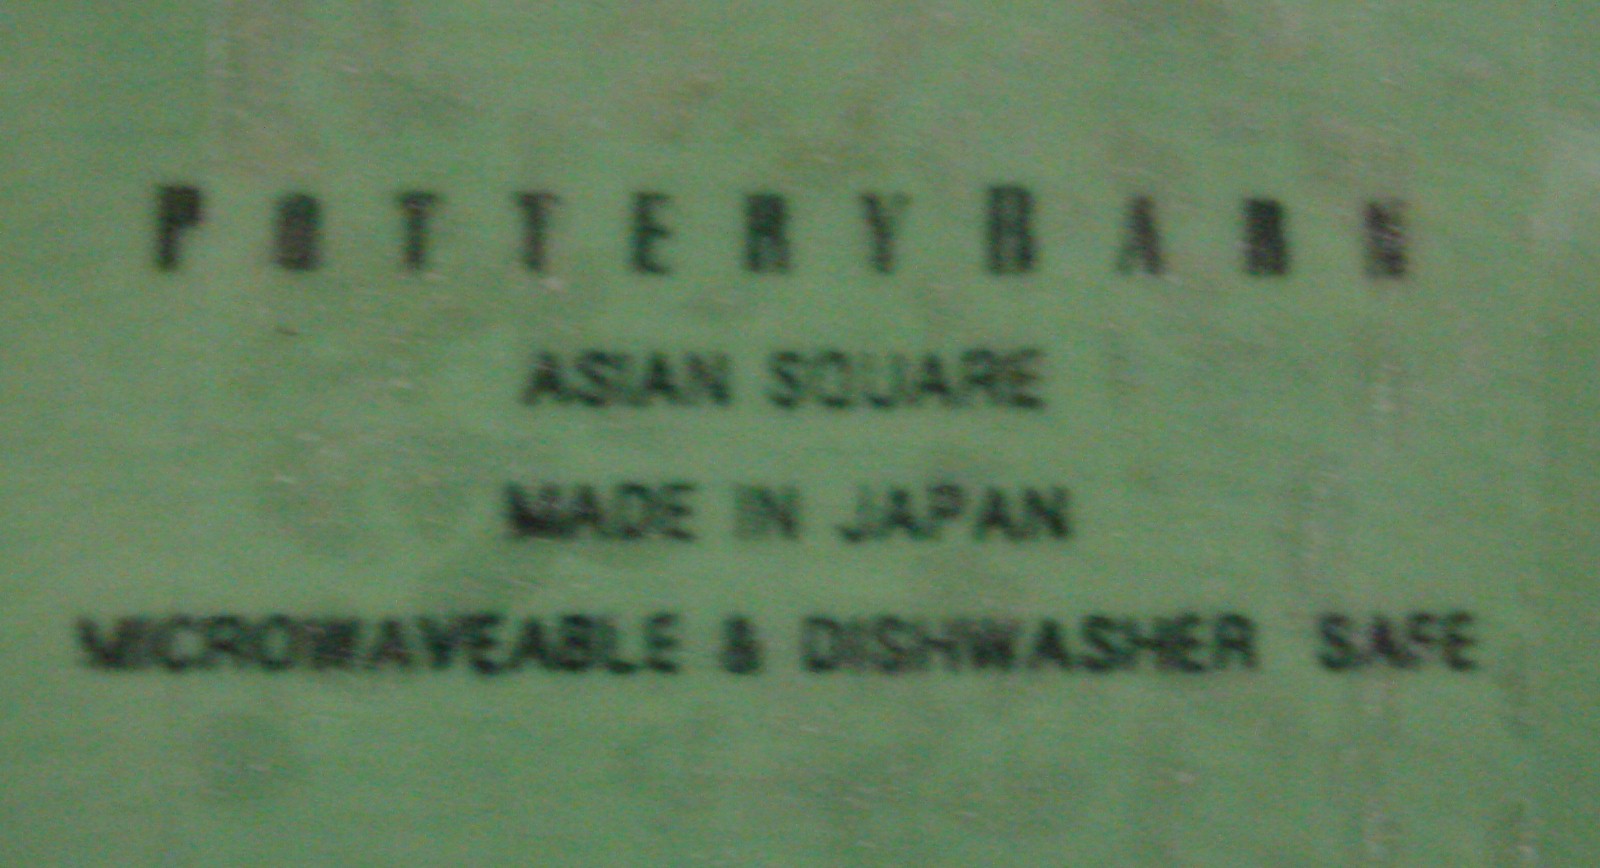 POTTERYBARN
ASIAN SQUARE
MADE IN JAPAN
MICROWAVEABLE & DISHWASHER SAFE